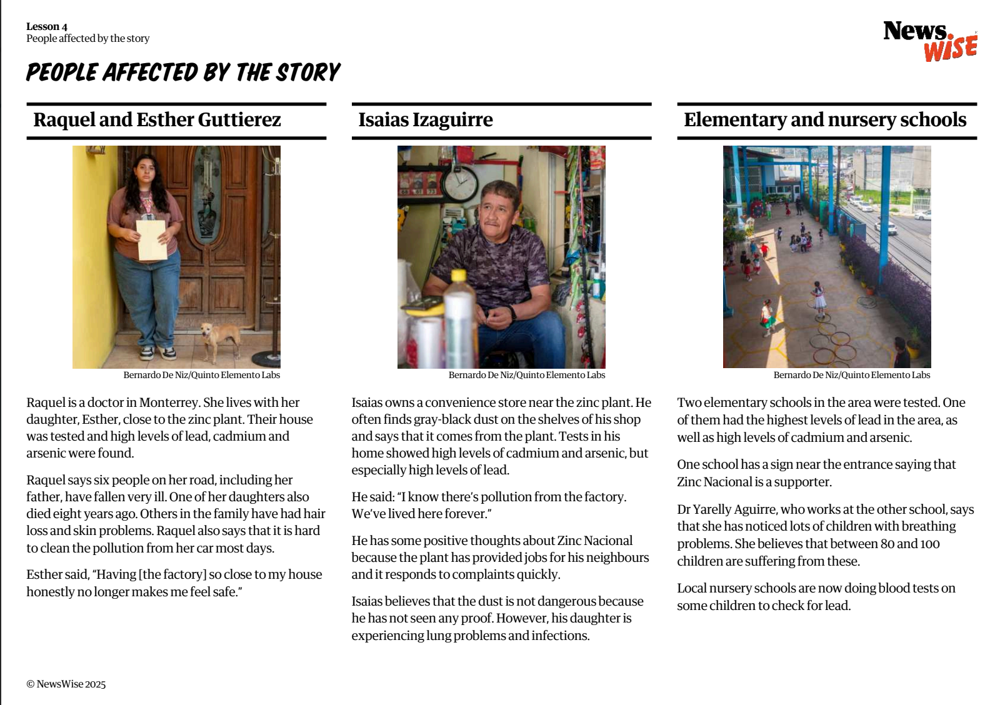 Lesson 4
People affected by the story
News
WISE
PEOPLE AFFECTED BY THE STORY
Raquel and Esther Guttierez
Bernardo De Niz/Quinto Elemento Labs
Raquel is a doctor in Monterrey. She lives with her
daughter, Esther, close to the zinc plant. Their house
was tested and high levels of lead, cadmium and
arsenic were found.
Raquel says six people on her road, including her
father, have fallen very ill. One of her daughters also
died eight years ago. Others in the family have had hair
loss and skin problems. Raquel also says that it is hard
to clean the pollution from her car most days.
Esther said, “Having [the factory] so close to my house
honestly no longer makes me feel safe.”
Isaias Izaguirre
Bernardo De Niz/Quinto Elemento Labs
Isaias owns a convenience store near the zinc plant. He
often finds gray-black dust on the shelves of his shop
and says that it comes from the plant. Tests in his
home showed high levels of cadmium and arsenic, but
especially high levels of lead.
He said: “I know there’s pollution from the factory.
We’ve lived here forever.”
He has some positive thoughts about Zinc Nacional
because the plant has provided jobs for his neighbours
and it responds to complaints quickly.
Isaias believes that the dust is not dangerous because
he has not seen any proof. However, his daughter is
experiencing lung problems and infections.
Elementary and nursery schools
Bernardo De Niz/Quinto Elemento Labs
Two elementary schools in the area were tested. One
of them had the highest levels of lead in the area, as
well as high levels of cadmium and arsenic.
One school has a sign near the entrance saying that
Zinc Nacional is a supporter.
Dr Yarelly Aguirre, who works at the other school, says
that she has noticed lots of children with breathing
problems. She believes that between 80 and 100
children are suffering from these.
Local nursery schools are now doing blood tests on
some children to check for lead.
© NewsWise 2025